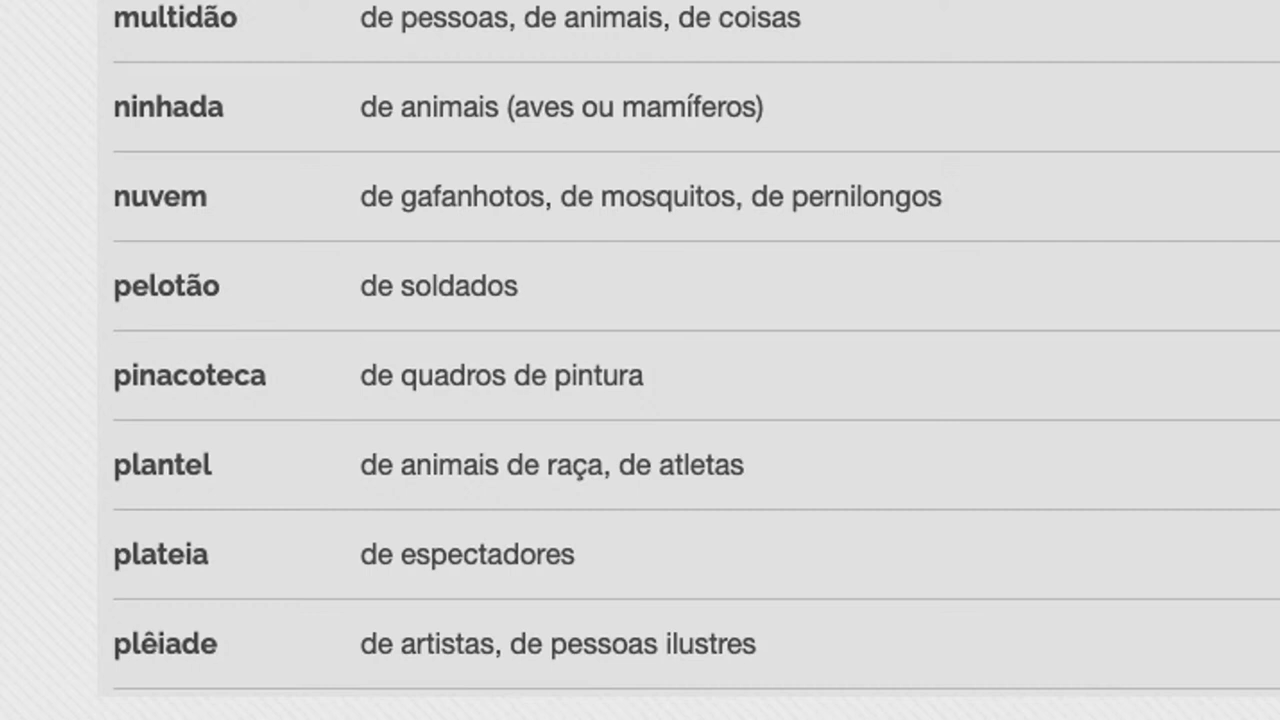 multidão de pessoas, de animais, de coisas
ninhada de animais (aves ou mamíferos)
nuvem de gafanhotos, de mosquitos, de pernilongos
pelotão de soldados
pinacoteca de quadros de pintura
plantel de animais de raça, de atletas
plateia de espectadores
plêiade de artistas, de pessoas ilustres